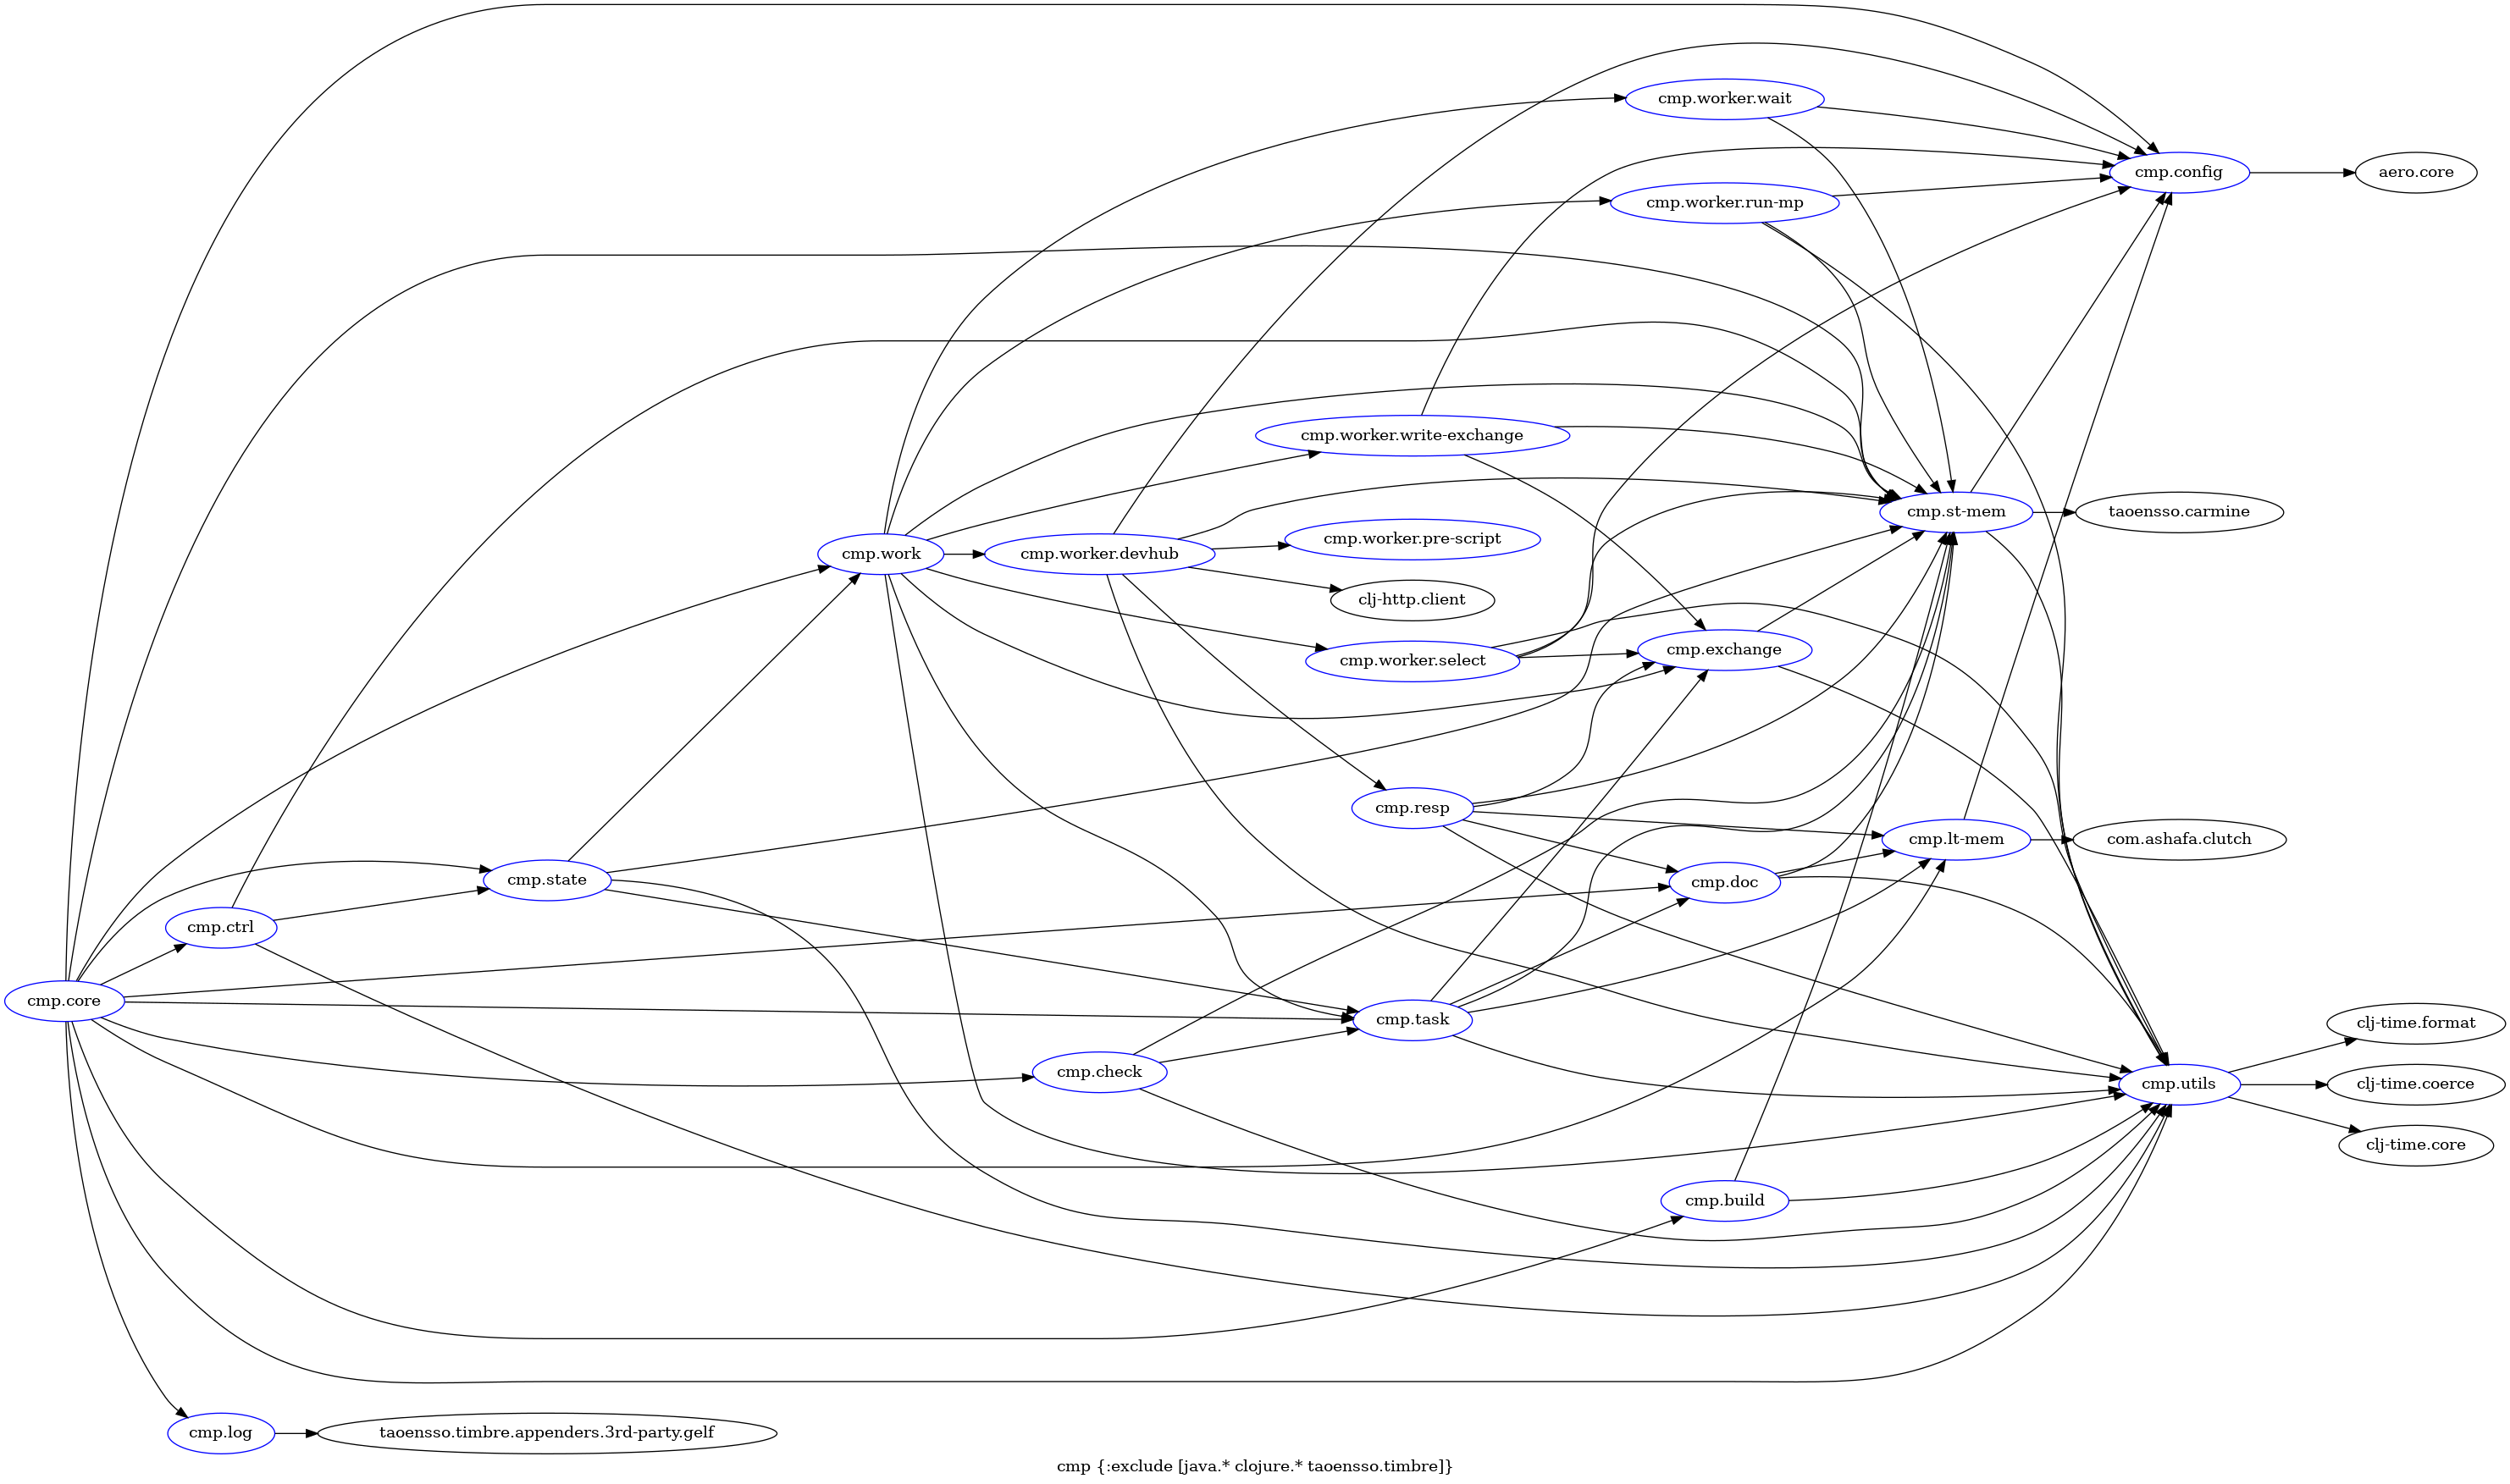 cmp.worker.wait
cmp.config
aero.core
cmp.worker.run-mp
cmp.worker.write-exchange
cmp.st-mem
taoensso.carmine
cmp.work
cmp.worker.devhub
cmp.worker.pre-script
clj-http.client
cmp.worker.select
cmp.exchange
cmp.resp
cmp.lt-mem
com.ashafa.clutch
cmp.state
cmp.doc
cmp.ctrl
cmp.core
cmp.task
clj-time.format
cmp.check
cmp.utils
clj-time.coerce
clj-time.core
cmp.build
cmp.log
taoensso.timbre.appenders.3rd-party.gelf
cmp {:exclude [java.* clojure.* taoensso.timbre]}